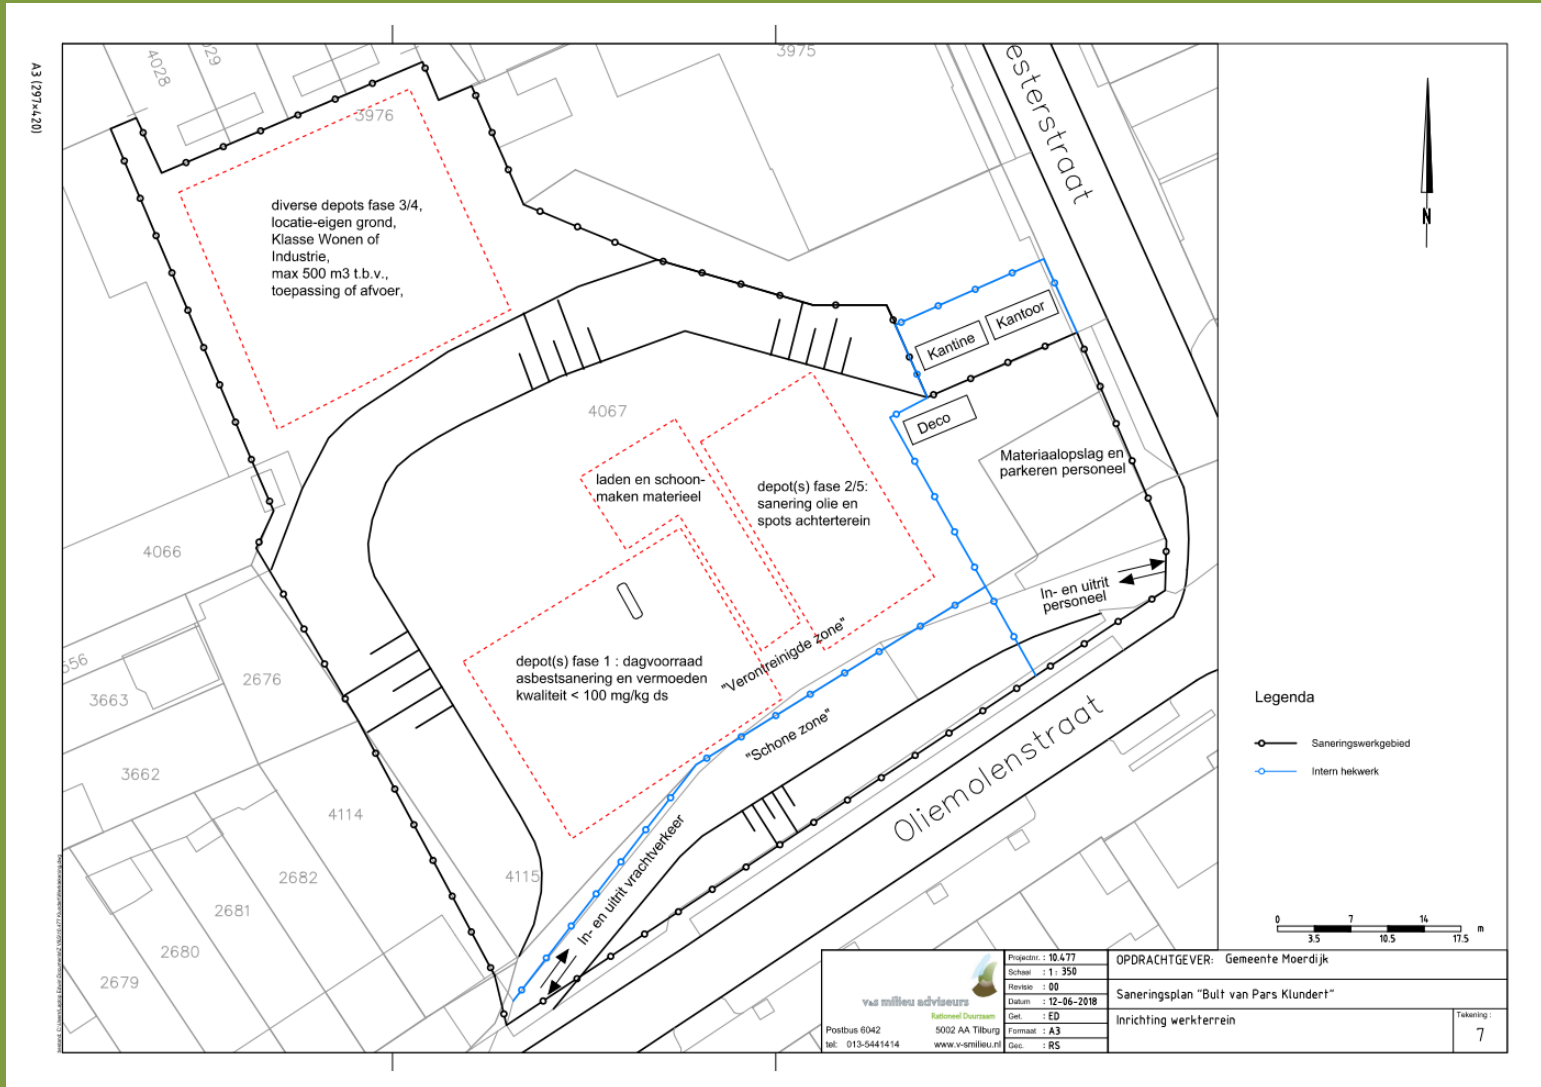 A3 (297×420)
4028
3975
3976
esterstraat
diverse depots fase 3/4,
locatie-eigen grond,
Klasse Wonen of
Industrie,
max 500 m3 t.b.v.,
toepassing of afvoer,
N
Kantine
Kantoor
4067
Deco
laden en schoon-
maken materieel
depot(s) fase 2/5:
sanering olie en
spots achterterein
Materiaalopslag en
parkeren personeel
4066
In- en uitrit
personeel
depot(s) fase 1 : dagvoorraad
asbestsanering en vermoeden
kwaliteit < 100 mg/kg ds
"Verontreinigde zone"
"Schone zone"
3663
2676
3662
4114
4115
2682
2681
2680
2679
In- en uitrit vrachtverkeer
Oliemolenstraat
Legenda
Saneringswerkgebied
Intern hekwerk
0 7 14 m
3.5 10.5 17.5
v&s milieu adviseurs
Rationeel Duurzaam
Postbus 6042 5002 AA Tilburg
tel: 013-5441414 www.v-smilieu.nl
Projectnr. : 10.477
Schaal : 1: 350
Revisie : 00
Datum : 12-06-2018
Get. : ED
Formaat : A3
Gec. : RS
OPDRACHTGEVER: Gemeente Moerdijk
Saneringsplan "Bult van Pars Klundert"
Inrichting werkterrein
Tekening :
7